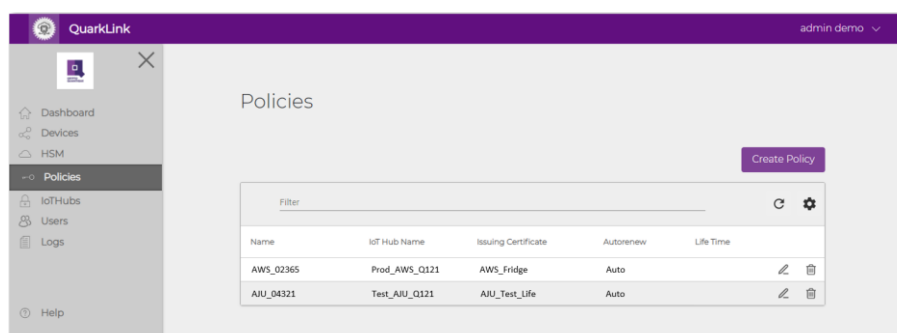 QuarkLink
admin demo
Dashboard
Devices
HSM
Policies
IoTHubs
Users
Logs
Help
Policies
Create Policy
Filter
Name IoT Hub Name Issuing Certificate Autorenew Life Time
AWS_02365 Prod_AWS_Q121 AWS_Fridge Auto
AJU_04321 Test_AJU_Q121 AJU_Test_Life Auto